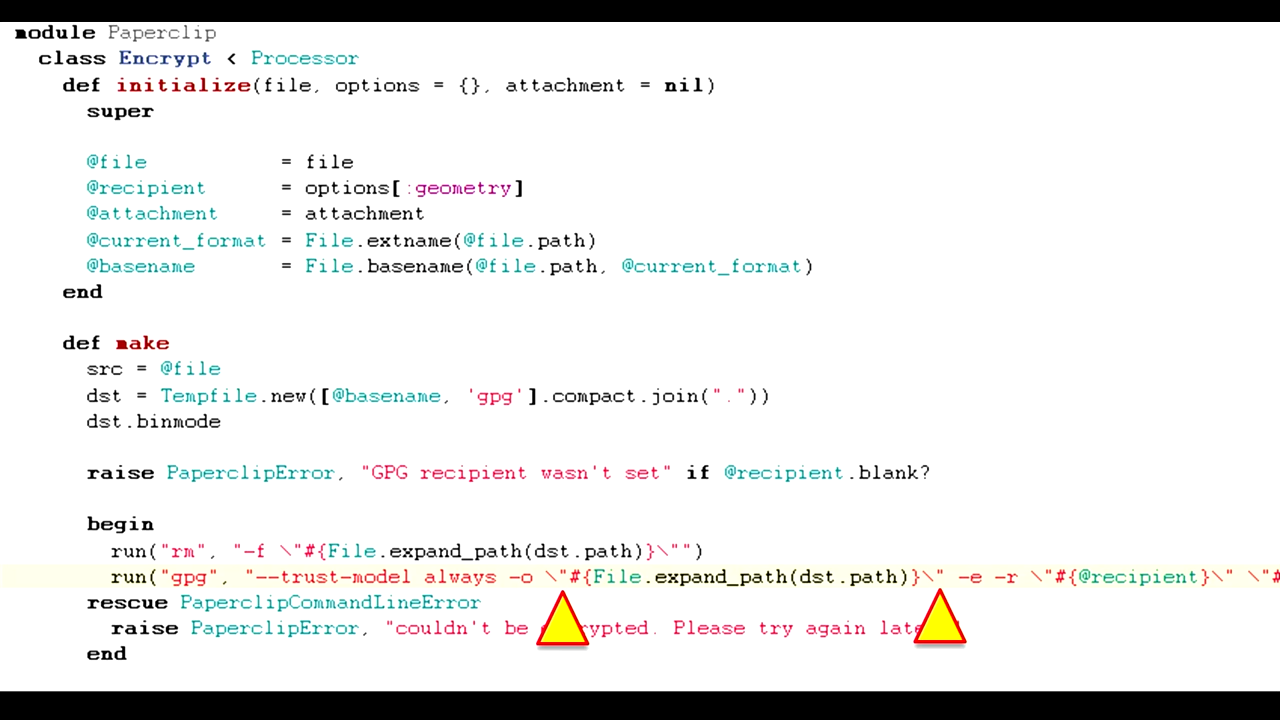 module Paperclip
class Encrypt < Processor
def initialize(file, options = {}, attachment = nil)
super
@file = file
@recipient = options[:geometry]
@attachment = attachment
@current_format = File.extname(@file.path)
@basename = File.basename(@file.path, @current_format)
end
def make
src = @file
dst = Tempfile.new([@basename, 'gpg'].compact.join("."))
dst.binmode
raise PaperclipError, "GPG recipient wasn't set" if @recipient.blank?
begin
run("rm", "-f \"#{File.expand_path(dst.path)}\"")
run("gpg", "--trust-model always -o \"#{File.expand_path(dst.path)}\" -e -r \"#{@recipient}\" \"#
rescue PaperclipCommandLineError
raise PaperclipError, "couldn't be Please try again
end